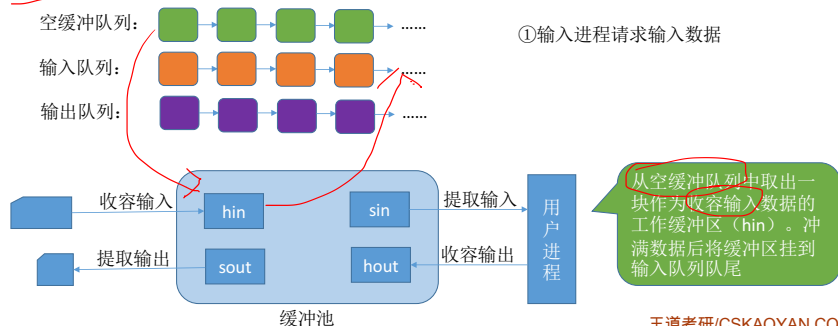 空缓冲队列：
......
①输入进程请求输入数据
输入队列：
......
输出队列：
......
收容输入
hin
sin
提取输入
用户进程
提取输出
sout
hout
收容输出
缓冲池
从空缓冲队列中取出一
块作为收容输入数据的
工作缓冲区（hin）。冲
满数据后将缓冲区挂到
输入队列队尾
王道考研/CSKAOYAN.CO